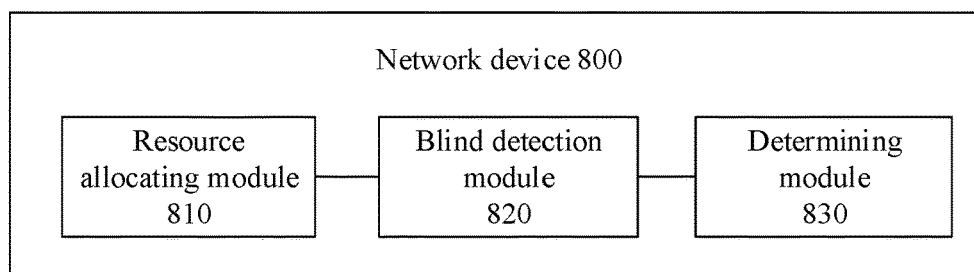 Network device 800
Resource
allocating module
810
Blind detection
module
820
Determining
module
830